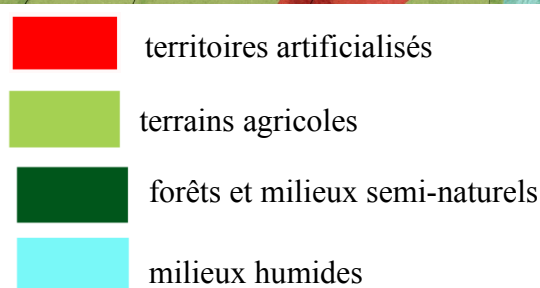 territoires artificialisés
terrains agricoles
forêts et milieux semi-naturels
milieux humides